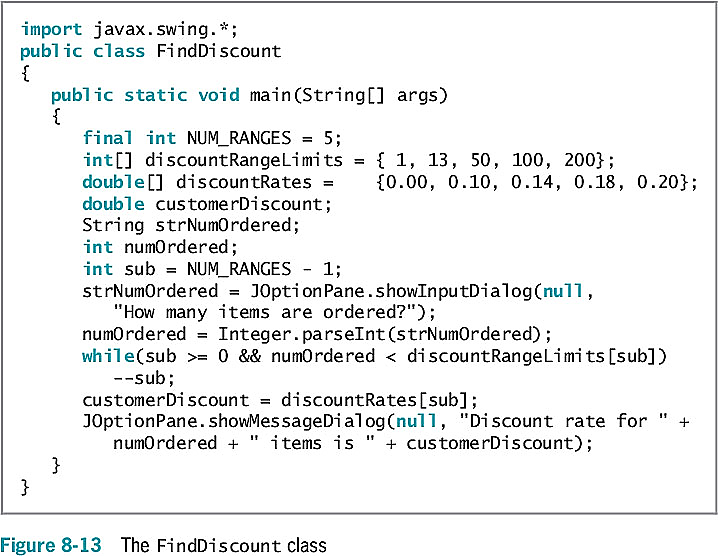 import javax.swing.*;
public class FindDiscount
{
   public static void main(String[] args)
   {
      final int NUM_RANGES = 5;
      int[] discountRangeLimits = { 1, 13, 50, 100, 200};
      double[] discountRates =    {0.00, 0.10, 0.14, 0.18, 0.20};
      double customerDiscount;
      String strNumOrdered;
      int numOrdered;
      int sub = NUM_RANGES – 1;
      strNumOrdered = JOptionPane.showInputDialog(null,
         "How many items are ordered?");
      numOrdered = Integer.parseInt(strNumOrdered);
      while(sub >= 0 && numOrdered < discountRangeLimits[sub])
         --sub;
      customerDiscount = discountRates[sub];
      JOptionPane.showMessageDialog(null, "Discount rate for " +
         numOrdered + " items is " + customerDiscount);
   }
}
Figure 8-13 The FindDiscount class